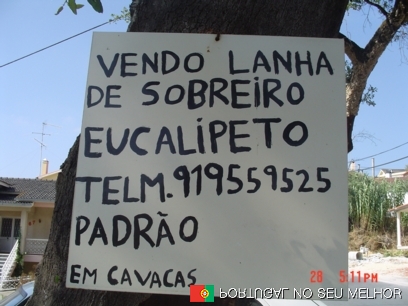 VENDO LANHA
DE SOBREIRO
EUCALIPETO
TELM.919559525
PADRÃO
EM CAVACAS
PORTUGAL NO SEU MELHOR
28 5:11PM